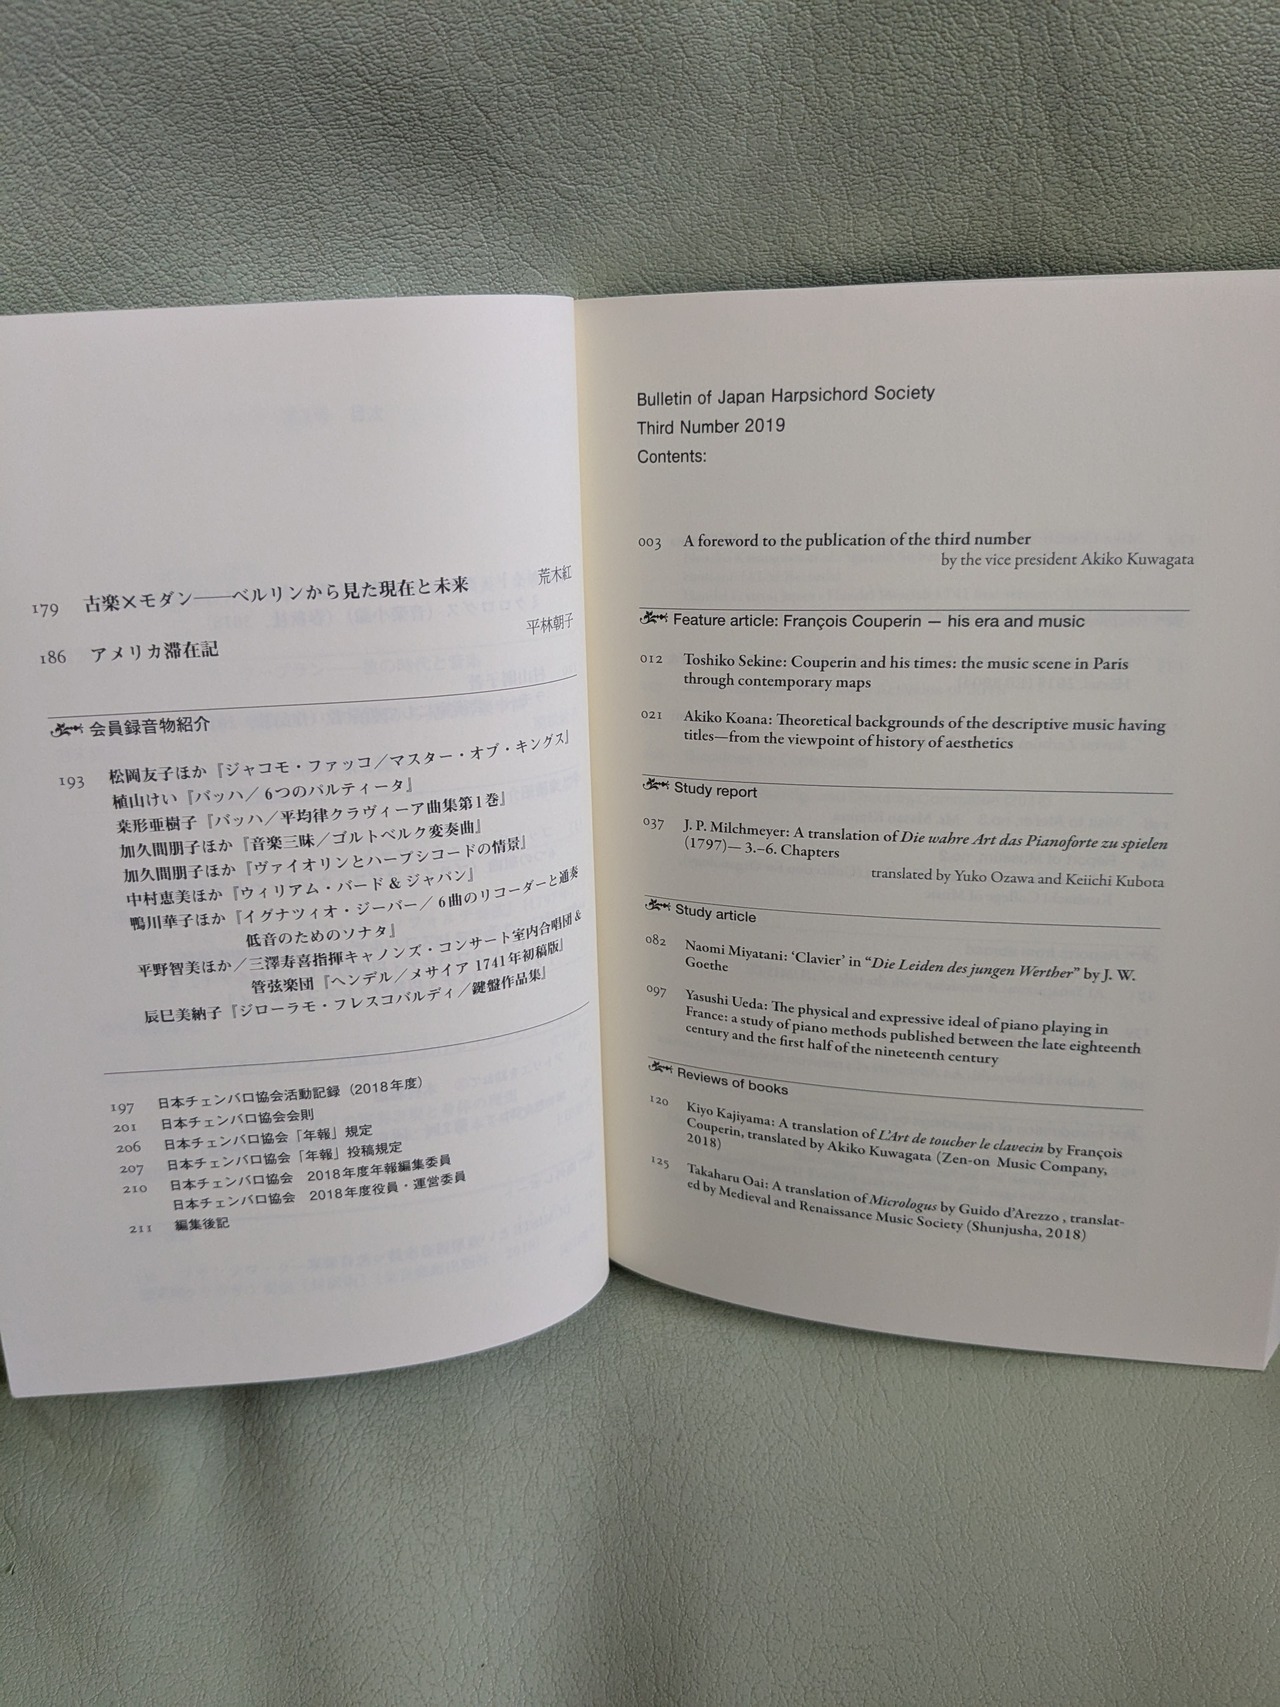 荒木紅
179 古楽×モダン——ベルリンから見た現在と未来
平林朝子
186 アメリカ滞在記
会員録音物紹介
193 松岡友子ほか『ジャコモ・ファッコ／マスター・オブ・キングス』
植山けい『バッハ／6つのパルティータ』
桒形亜樹子『バッハ／平均律クラヴィーア曲集第1巻』
加久間朋子ほか『音楽三昧／ゴルトベルク変奏曲』
加久間朋子ほか『ヴァイオリンとハープシコードの情景』
中村恵美ほか『ウィリアム・バード & ジャパン』
鴨川華子ほか『イグナツィオ・ジーバー／6曲のリコーダーと通奏
低音のためのソナタ』
平野智美ほか／三澤寿喜指揮キャノンズ・コンサート室内合唱団 &
管弦楽団『ヘンデル／メサイア 1741年初稿版』
辰巳美納子『ジローラモ・フレスコバルディ／鍵盤作品集』
197 日本チェンバロ協会活動記録（2018年度）
201 日本チェンバロ協会会則
206 日本チェンバロ協会「年報」規定
207 日本チェンバロ協会「年報」投稿規定
210 日本チェンバロ協会 2018年度年報編集委員
日本チェンバロ協会 2018年度役員・運営委員
211 編集後記
Bulletin of Japan Harpsichord Society
Third Number 2019
Contents:
003 A foreword to the publication of the third number
by the vice president Akiko Kuwagata
Feature article: François Couperin — his era and music
012 Toshiko Sekine: Couperin and his times: the music scene in Paris
through contemporary maps
021 Akiko Koana: Theoretical backgrounds of the descriptive music having
titles—from the viewpoint of history of aesthetics
Study report
037 J. P. Milchmeyer: A translation of Die wahre Art das Pianoforte zu spielen
(1797)— 3.–6. Chapters
translated by Yuko Ozawa and Keiichi Kubota
Study article
082 Naomi Miyatani: ‘Clavier’ in “Die Leiden des jungen Werther” by J. W.
Goethe
097 Yasushi Ueda: The physical and expressive ideal of piano playing in
France: a study of piano methods published between the late eighteenth
century and the first half of the nineteenth century
Reviews of books
120 Kiyo Kajiyama: A translation of L’Art de toucher le clavecin by François
Couperin, translated by Akiko Kuwagata (Zen-on Music Company,
2018)
125 Takaharu Oai: A translation of Micrologus by Guido d’Arezzo , translat-
ed by Medieval and Renaissance Music Society (Shunjusha, 2018)